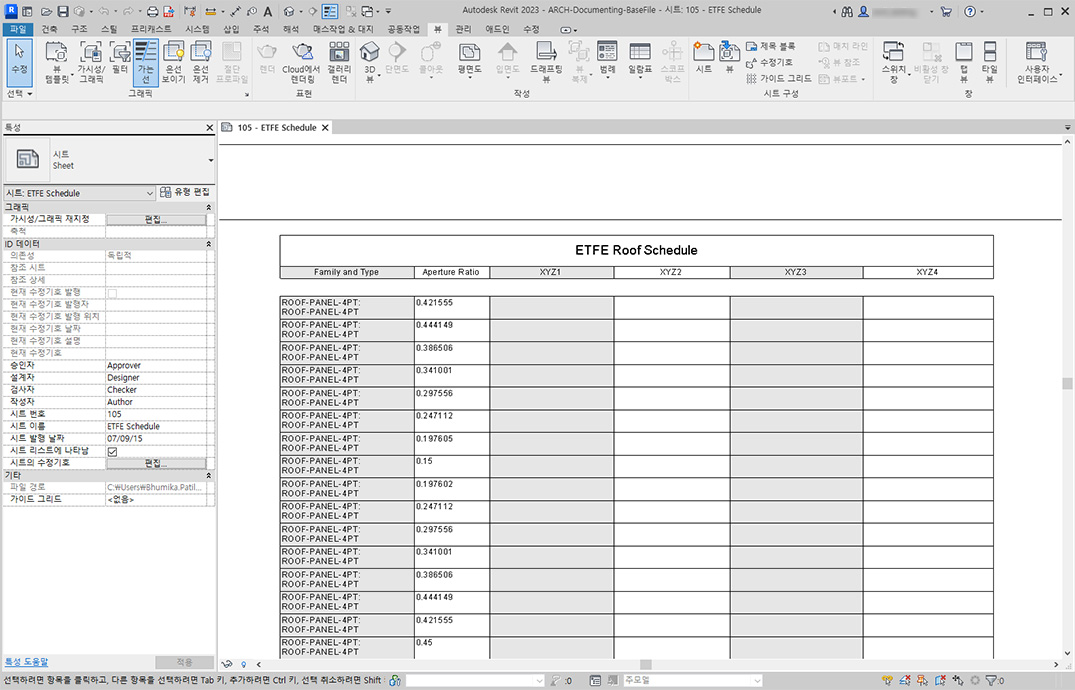 Autodesk Revit 2023 - ARCH-Documenting-BaseFile - 시트: 105 - ETFE Schedule
파일 건축 구조 강철 프리캐스트 시스템 삽입 주석 해석 매스작업 & 대지 공동작업 뷰 관리 애드인 수정
수정
뷰
템플릿
가시성/
그래픽
필터
가는
선
은선
보이기
은선
제거
절단
프로파일
렌더
Cloud에서
렌더링
갤러리
렌더
3D
뷰
단면도
콜아웃
평면도
입면도
드래프팅
뷰
뷰
복제
범례
일람표
스코프
박스
시트
뷰
제목 블록
수정기호
가이드 그리드
매치 라인
뷰 참조
뷰포트
스위치
창
비활성 창
닫기
탭
뷰
타일
뷰
사용자
인터페이스
선택 그래픽 표현 작성 시트 구성 창
특성
105 - ETFE Schedule
시트
Sheet
시트: ETFE Schedule 유형 편집
그래픽
가시성/그래픽 재지정 편집...
축척
ID 데이터
의존성 독립적
참조 시트
참조 상세
현재 수정기호 발행
현재 수정기호 발행자
현재 수정기호 발행 위치
현재 수정기호 날짜
현재 수정기호 설명
현재 수정기호
승인자 Approver
설계자 Designer
검사자 Checker
작성자 Author
시트 번호 105
시트 이름 ETFE Schedule
시트 발행 날짜 07/09/15
시트 리스트에 나타남
시트의 수정기호 편집...
기타
파일 경로 C:₩Users₩Bhumika.Patil...
가이드 그리드 <없음>
특성 도움말 적용
ETFE Roof Schedule
Family and Type Aperture Ratio XYZ1 XYZ2 XYZ3 XYZ4
ROOF-PANEL-4PT: 0.421555
ROOF-PANEL-4PT
ROOF-PANEL-4PT: 0.444149
ROOF-PANEL-4PT
ROOF-PANEL-4PT: 0.386506
ROOF-PANEL-4PT
ROOF-PANEL-4PT: 0.341001
ROOF-PANEL-4PT
ROOF-PANEL-4PT: 0.297556
ROOF-PANEL-4PT
ROOF-PANEL-4PT: 0.247112
ROOF-PANEL-4PT
ROOF-PANEL-4PT: 0.197605
ROOF-PANEL-4PT
ROOF-PANEL-4PT: 0.15
ROOF-PANEL-4PT
ROOF-PANEL-4PT: 0.197602
ROOF-PANEL-4PT
ROOF-PANEL-4PT: 0.247112
ROOF-PANEL-4PT
ROOF-PANEL-4PT: 0.297556
ROOF-PANEL-4PT
ROOF-PANEL-4PT: 0.341001
ROOF-PANEL-4PT
ROOF-PANEL-4PT: 0.386506
ROOF-PANEL-4PT
ROOF-PANEL-4PT: 0.444149
ROOF-PANEL-4PT
ROOF-PANEL-4PT: 0.421555
ROOF-PANEL-4PT
ROOF-PANEL-4PT: 0.45
ROOF-PANEL-4PT
선택하려면 항목을 클릭하고, 다른 항목을 선택하려면 Tab 키, 추가하려면 Ctrl 키, 선택 취소하려면 Shift :0 주모델 :0